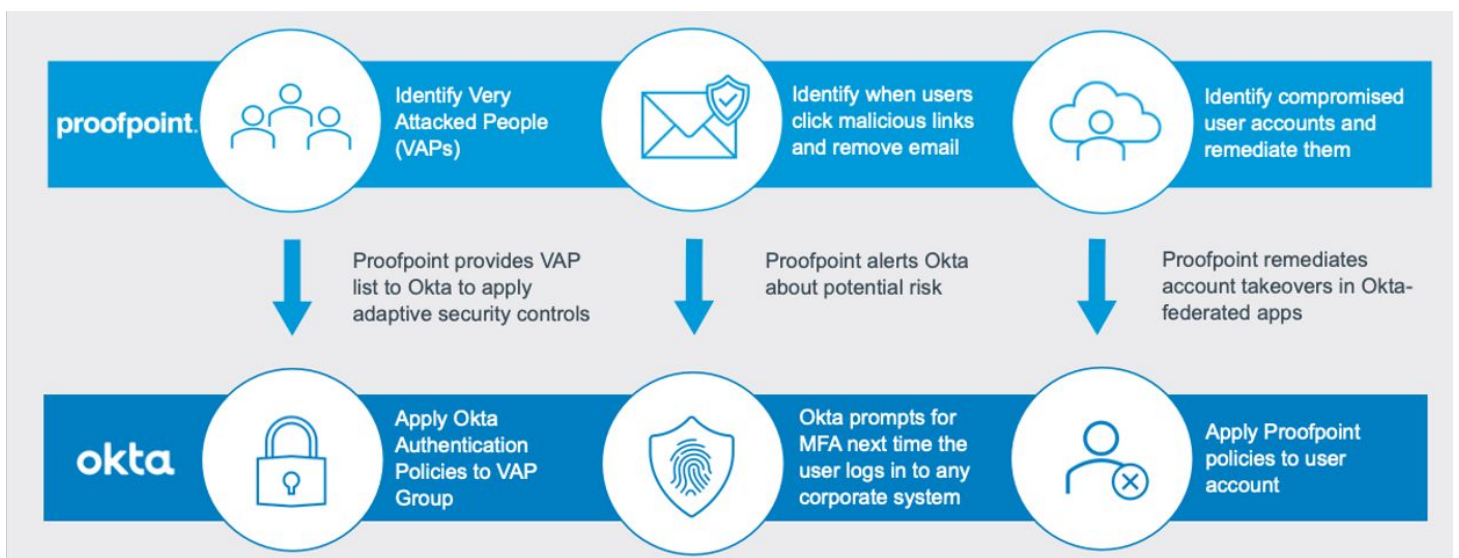 proofpoint.
Identify Very
Attacked People
(VAPs)
Identify when users
click malicious links
and remove email
Identify compromised
user accounts and
remediate them
Proofpoint provides VAP
list to Okta to apply
adaptive security controls
Proofpoint alerts Okta
about potential risk
Proofpoint remediates
account takeovers in Okta-
federated apps
okta
Apply Okta
Authentication
Policies to VAP
Group
Okta prompts for
MFA next time the
user logs in to any
corporate system
Apply Proofpoint
policies to user
account